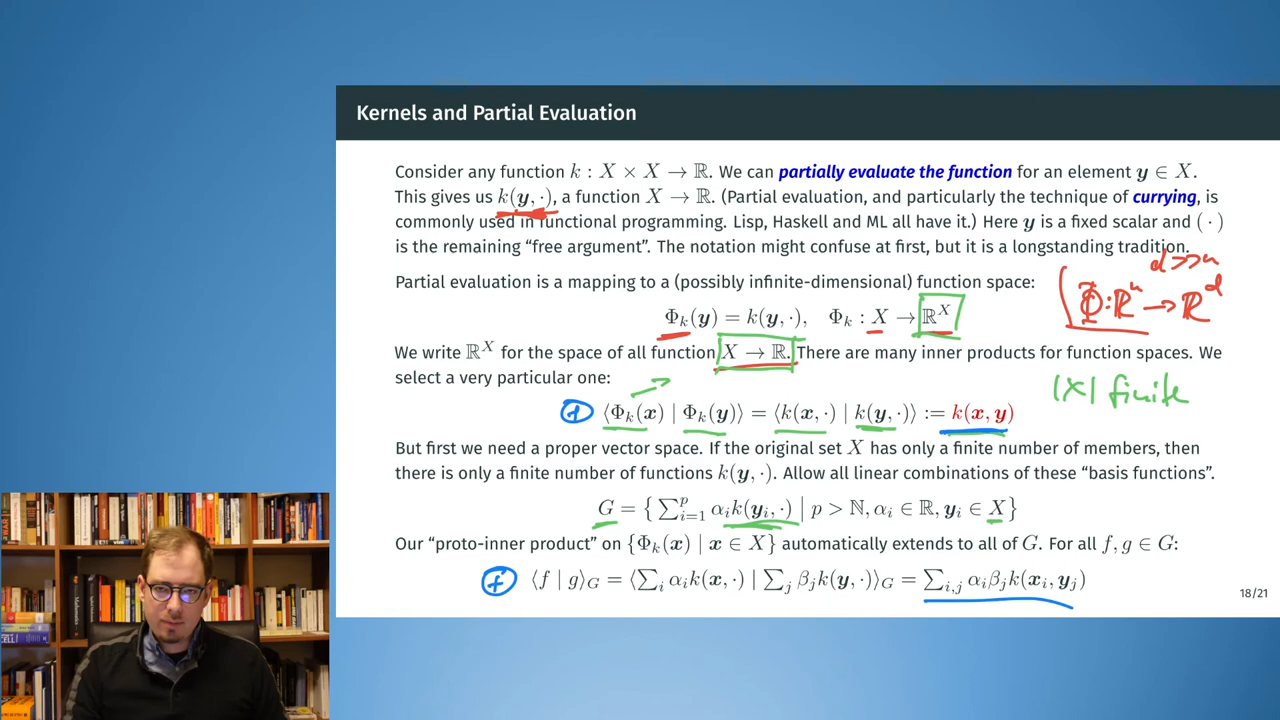 Kernels and Partial Evaluation
Consider any function k : X × X → ℝ. We can partially evaluate the function for an element y ∈ X.
This gives us k(y, ·), a function X → ℝ. (Partial evaluation, and particularly the technique of currying, is
commonly used in functional programming. Lisp, Haskell and ML all have it.) Here y is a fixed scalar and ( · )
is the remaining “free argument”. The notation might confuse at first, but it is a longstanding tradition.
d>>n
Partial evaluation is a mapping to a (possibly infinite-dimensional) function space:
Φ̃: ℝⁿ → ℝᵈ
Φₖ(y) = k(y, ·), Φₖ : X → ℝ^X
We write ℝ^X for the space of all function X → ℝ. There are many inner products for function spaces. We
select a very particular one:
|X| finite
⟨Φₖ(x) | Φₖ(y)⟩ = ⟨k(x, ·) | k(y, ·)⟩ := k(x, y)
But first we need a proper vector space. If the original set X has only a finite number of members, then
there is only a finite number of functions k(y, ·). Allow all linear combinations of these “basis functions”.
G = { ∑_{i=1}^p αᵢk(yᵢ, ·) | p > ℕ, αᵢ ∈ ℝ, yᵢ ∈ X}
Our “proto-inner product” on {Φₖ(x) | x ∈ X} automatically extends to all of G. For all f, g ∈ G:
⟨f | g⟩_G = ⟨∑ᵢ αᵢk(x, ·) | ∑ⱼ βⱼk(y, ·)⟩_G = ∑ᵢ,ⱼ αᵢβⱼk(xᵢ, yⱼ)
18/21